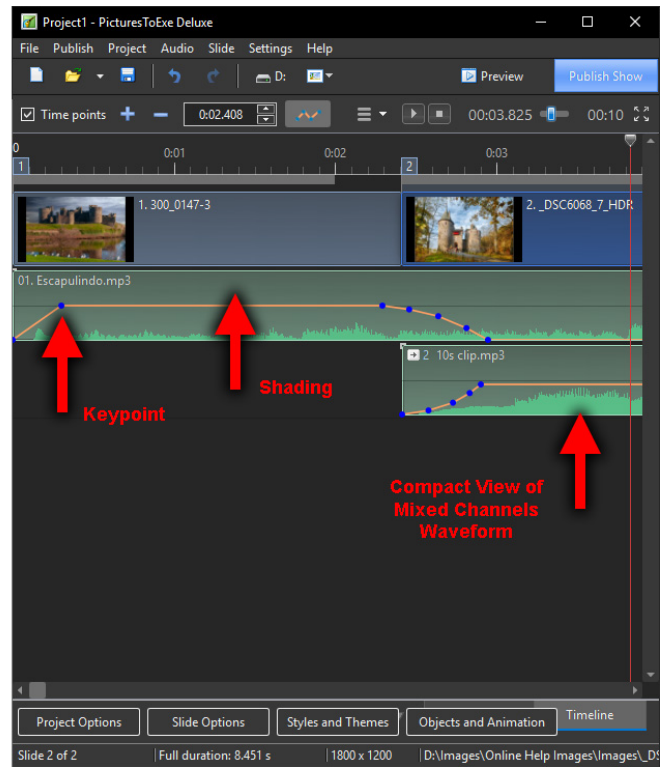 Project1 - PicturesToExe Deluxe
File Publish Project Audio Slide Settings Help
D: Preview Publish Show
Time points 0:02.408 00:03.825 00:10
0 0:01 0:02 0:03
1 2
1. 300_0147-3 2. _DSC6068_7_HDR
01. Escapulindo.mp3
2 10s clip.mp3
Shading
Keypoint
Compact View of
Mixed Channels
Waveform
Project Options Slide Options Styles and Themes Objects and Animation Timeline
Slide 2 of 2 Full duration: 8.451 s 1800 x 1200 D:\Images\Online Help Images\Images\_DS